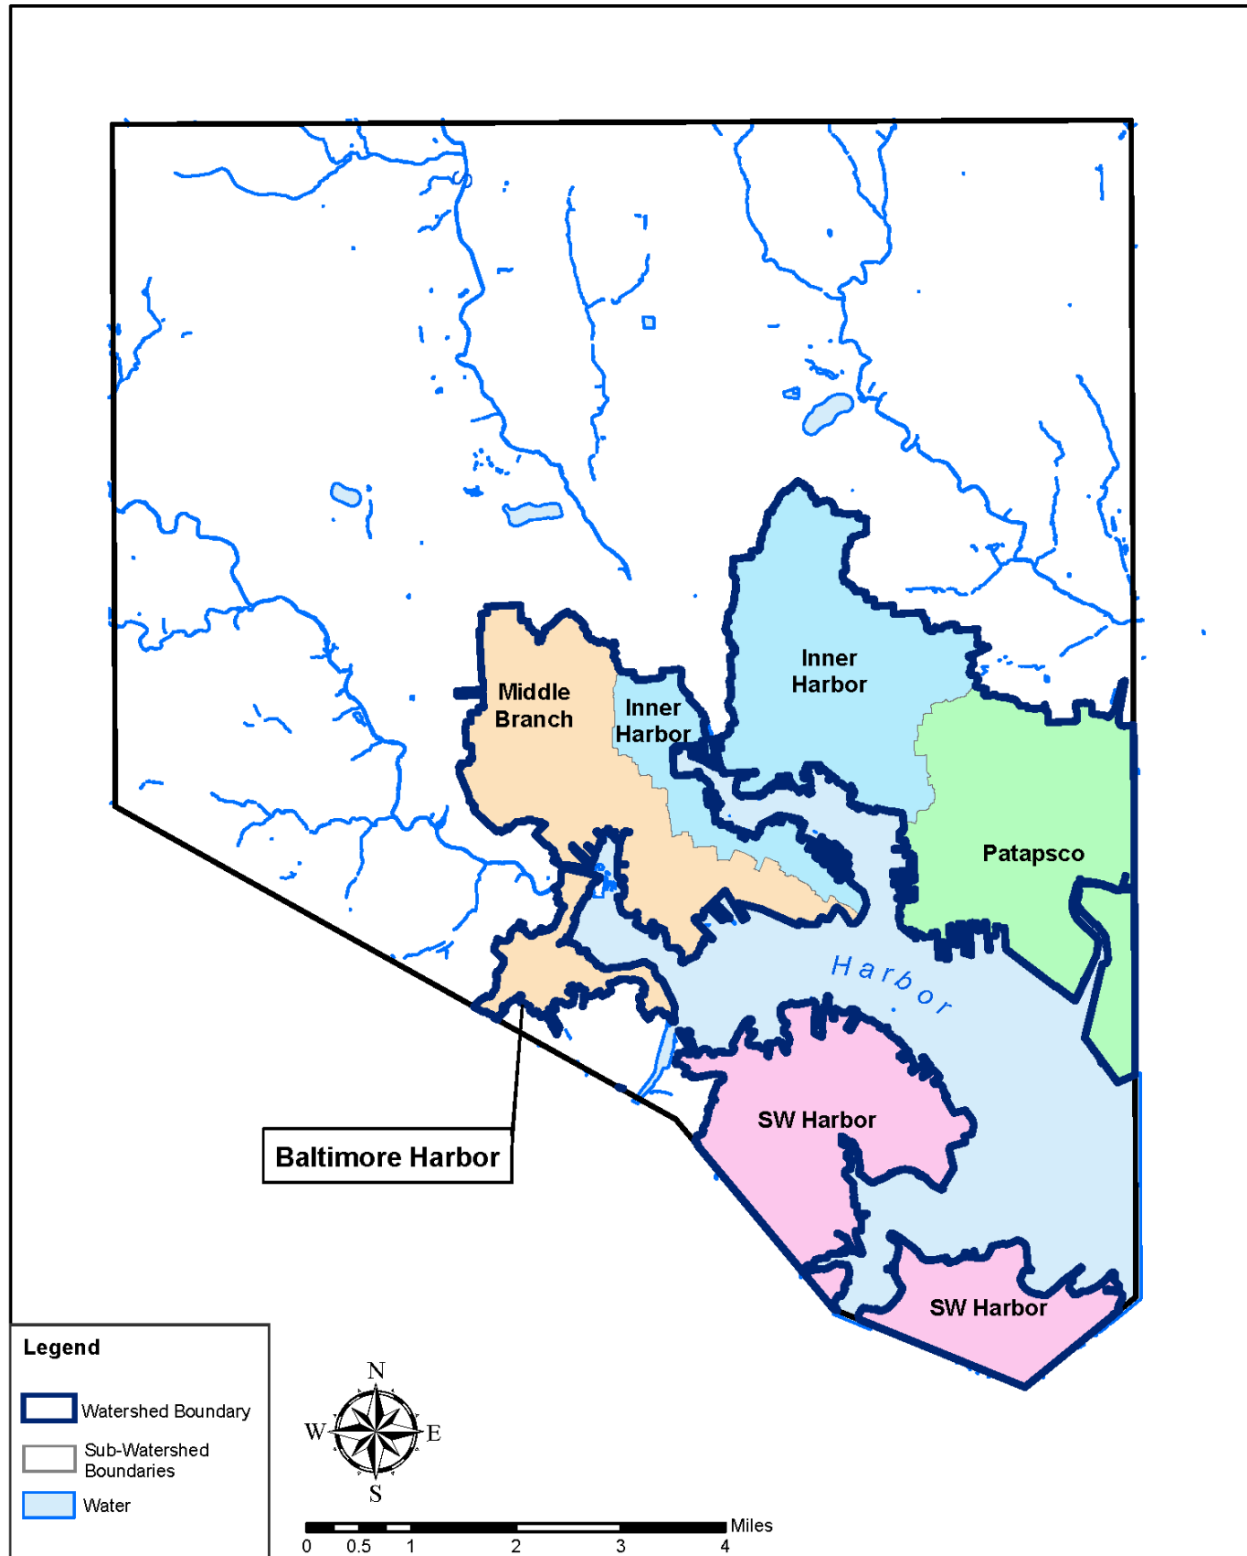 Inner
Harbor
Middle
Branch
Inner
Harbor
Patapsco
Harbor
SW Harbor
Baltimore Harbor
SW Harbor
Legend
Watershed Boundary
Sub-Watershed
Boundaries
Water
N
W
E
S
Miles
0 0.5 1 2 3 4